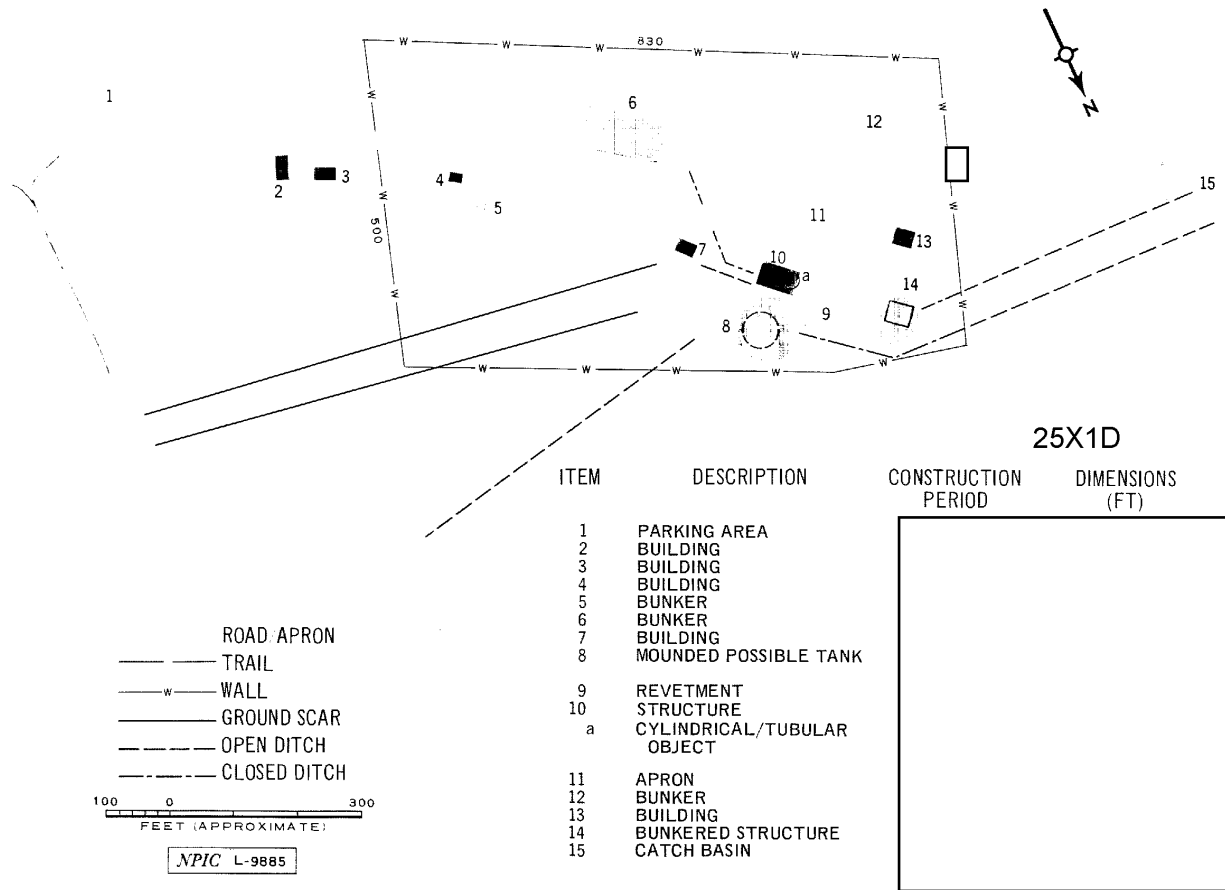 W W 830 W W W W
N
1
6
12
W W
2 3 4 5
W W
15
500
11
7 10 a
13
W
14
8 9
W
W W W W W
25X1D
ITEM DESCRIPTION CONSTRUCTION PERIOD DIMENSIONS (FT)
1 PARKING AREA
2 BUILDING
3 BUILDING
4 BUILDING
5 BUNKER
6 BUNKER
7 BUILDING
8 MOUNDED POSSIBLE TANK
9 REVETMENT
10 STRUCTURE
a CYLINDRICAL/TUBULAR
OBJECT
11 APRON
12 BUNKER
13 BUILDING
14 BUNKERED STRUCTURE
15 CATCH BASIN
ROAD/APRON
TRAIL
W WALL
GROUND SCAR
OPEN DITCH
CLOSED DITCH
100 0 300
FEET (APPROXIMATE)
NPIC L-9885